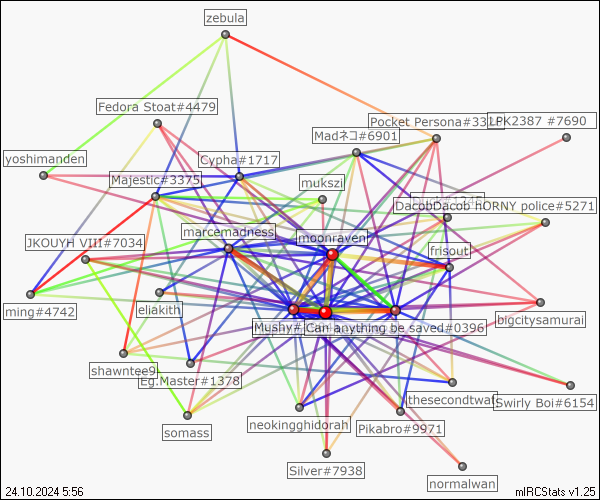 zebula
Fedora Stoat#4479
Pocket Persona#331
LPK2387 #7690
Madネコ#6901
yoshimanden
Cypha#1717
Majestic#3375
mukszi
DacobDacob hORNY police#5271
marcemadness
moonraven
JKOUYH VIII#7034
frisout
ming#4742
eliakith
Mushy#
Can anything be saved#0396
bigcitysamurai
shawntee9
Eg.Master#1378
thesecondtwat
Swirly Boi#6154
somass
neokingghidorah
Pikabro#9971
Silver#7938
normalwan
24.10.2024 5:56
mIRCStats v1.25